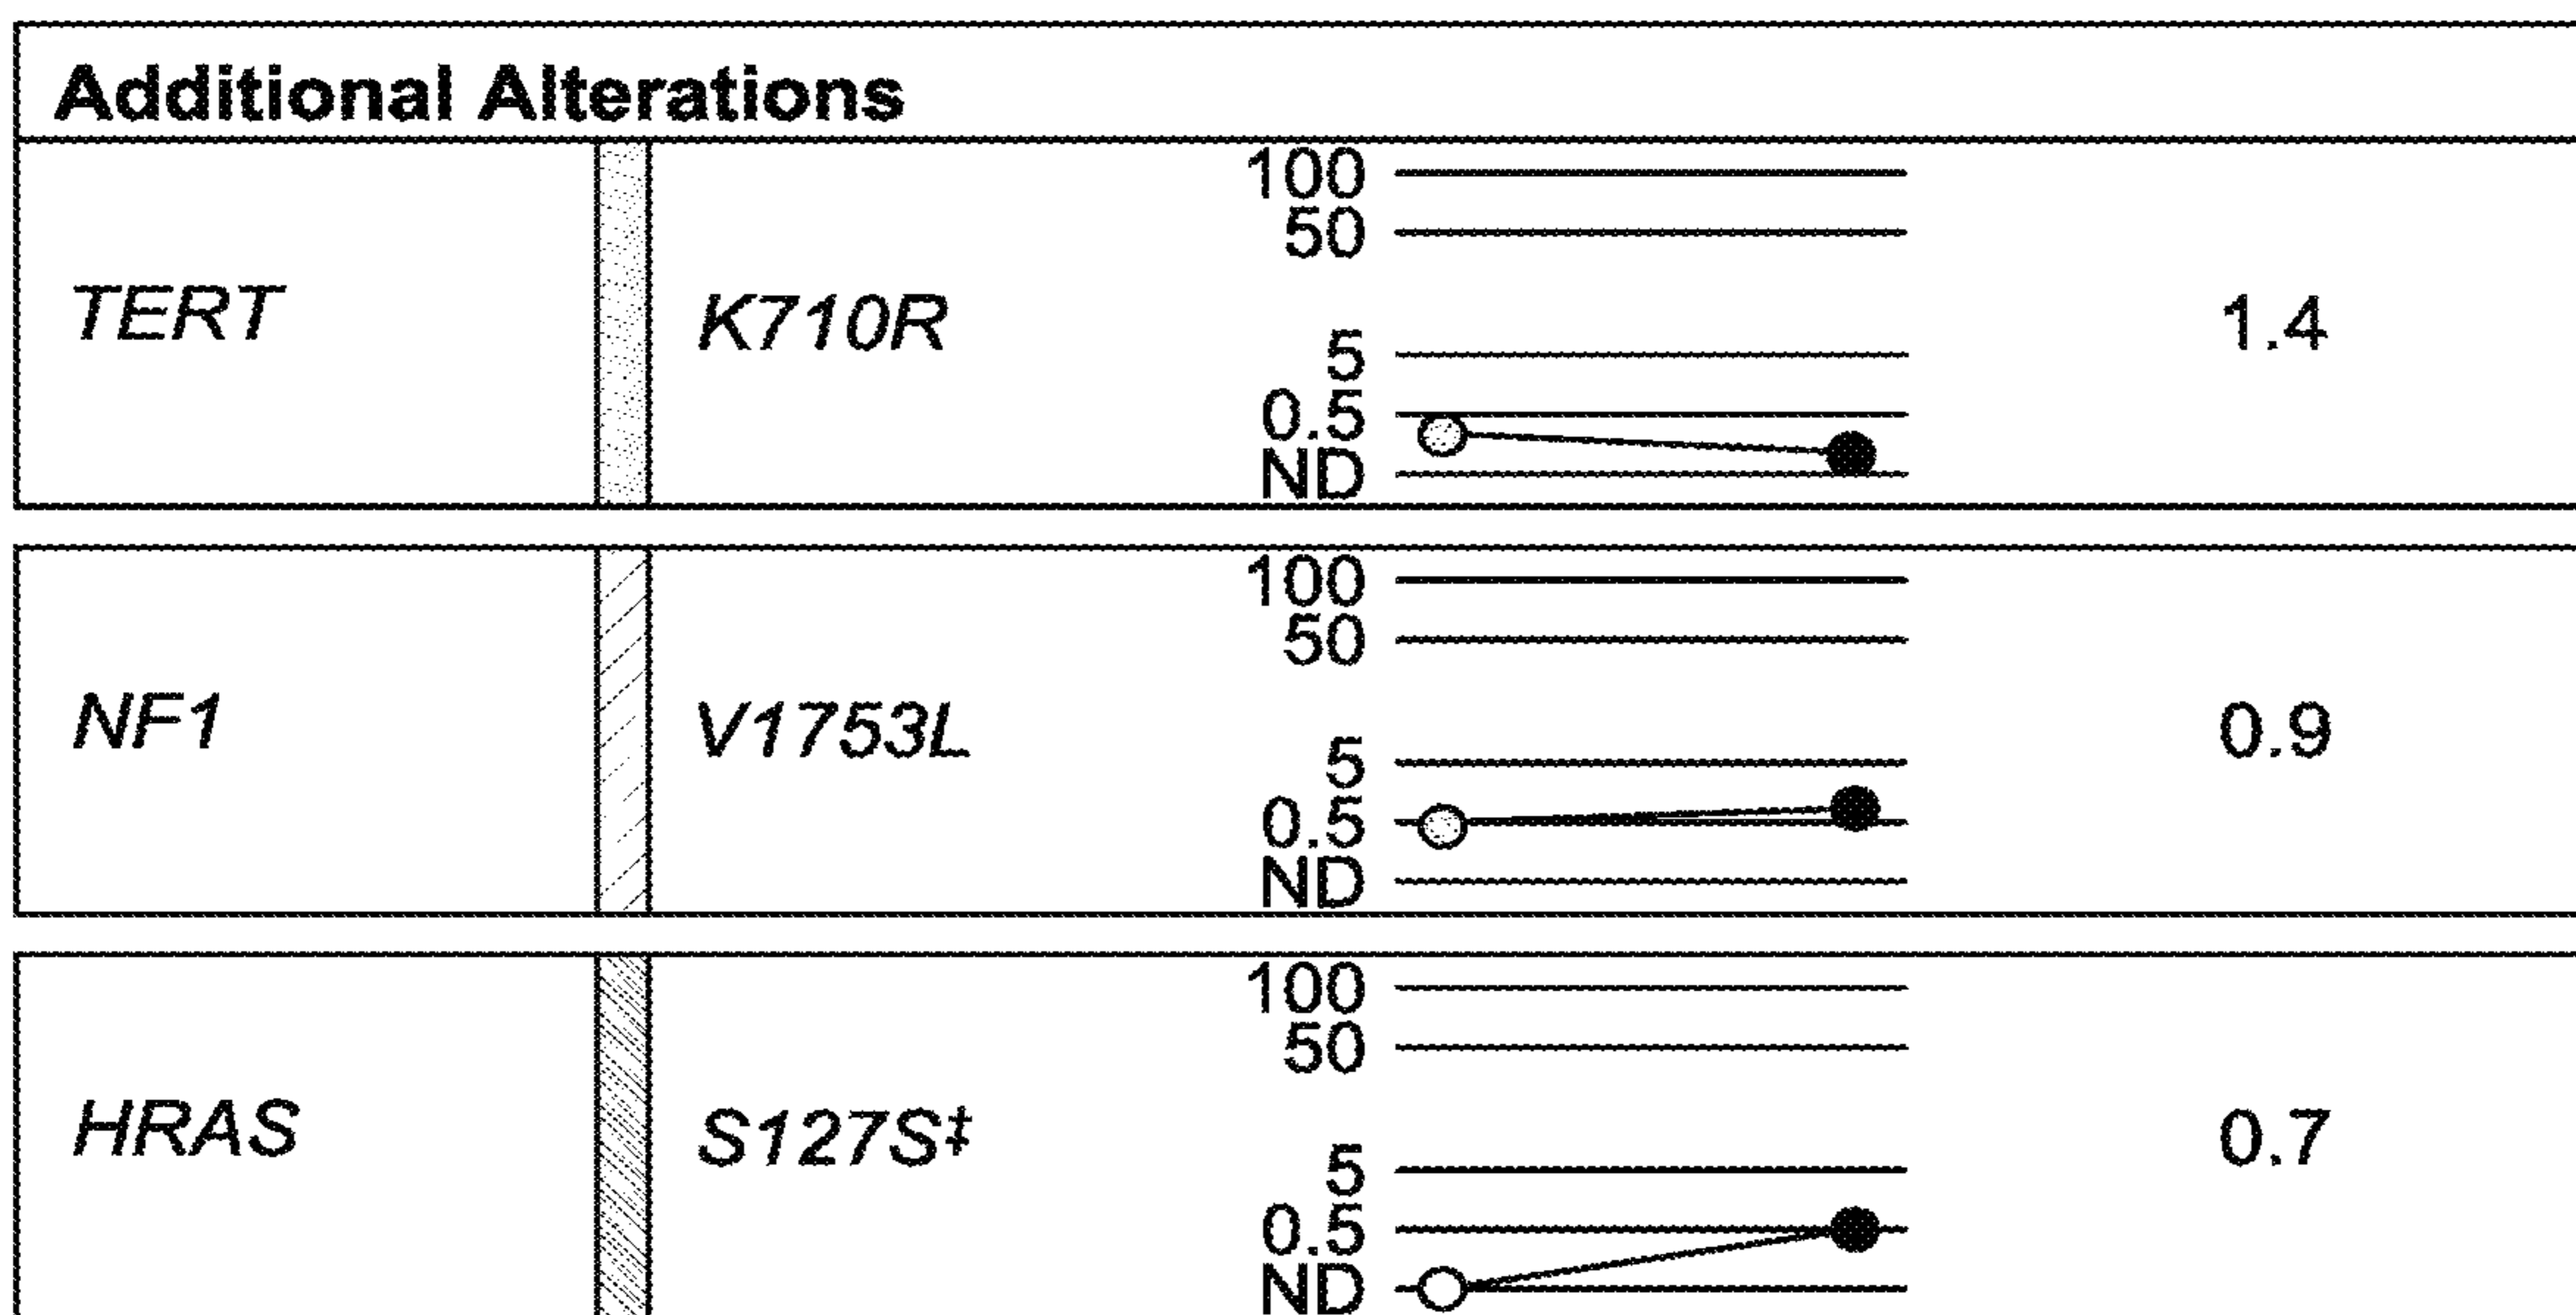 Additional Alterations
100
50
TERT K710R 1.4
5
0.5
ND
100
50
NF1 V1753L 0.9
5
0.5
ND
100
50
HRAS S127S‡ 0.7
5
0.5
ND